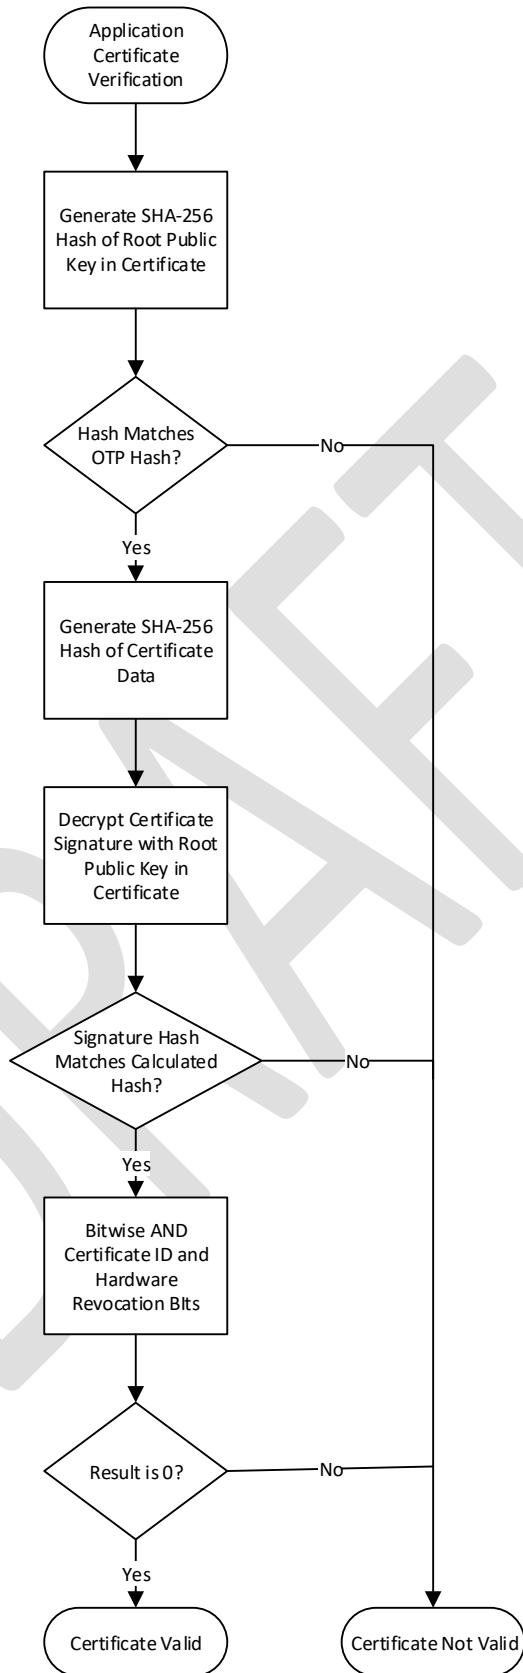 Application
Certificate
Verification
Generate SHA-256
Hash of Root Public
Key in Certificate
Hash Matches
OTP Hash?
No
Yes
Generate SHA-256
Hash of Certificate
Data
Decrypt Certificate
Signature with Root
Public Key in
Certificate
Signature Hash
Matches Calculated
Hash?
No
Yes
Bitwise AND
Certificate ID and
Hardware
Revocation BIts
Result is 0?
No
Yes
Certificate Valid
Certificate Not Valid
DRAFT